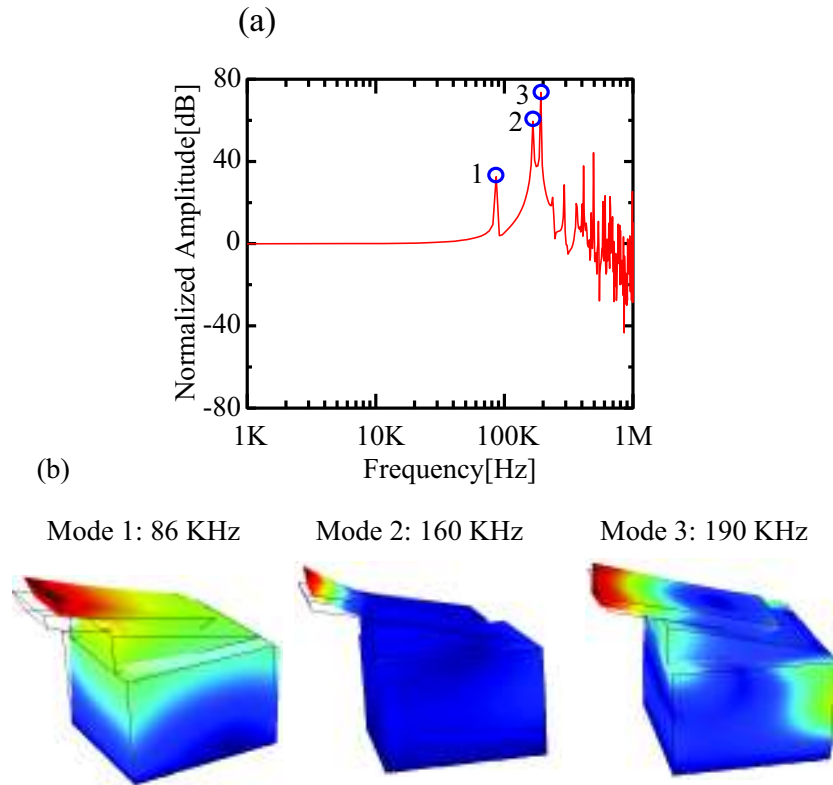 (a)
Normalized Amplitude[dB]
80
40
0
-40
-80
1
2
3
1K
10K
100K
1M
Frequency[Hz]
(b)
Mode 1: 86 KHz
Mode 2: 160 KHz
Mode 3: 190 KHz